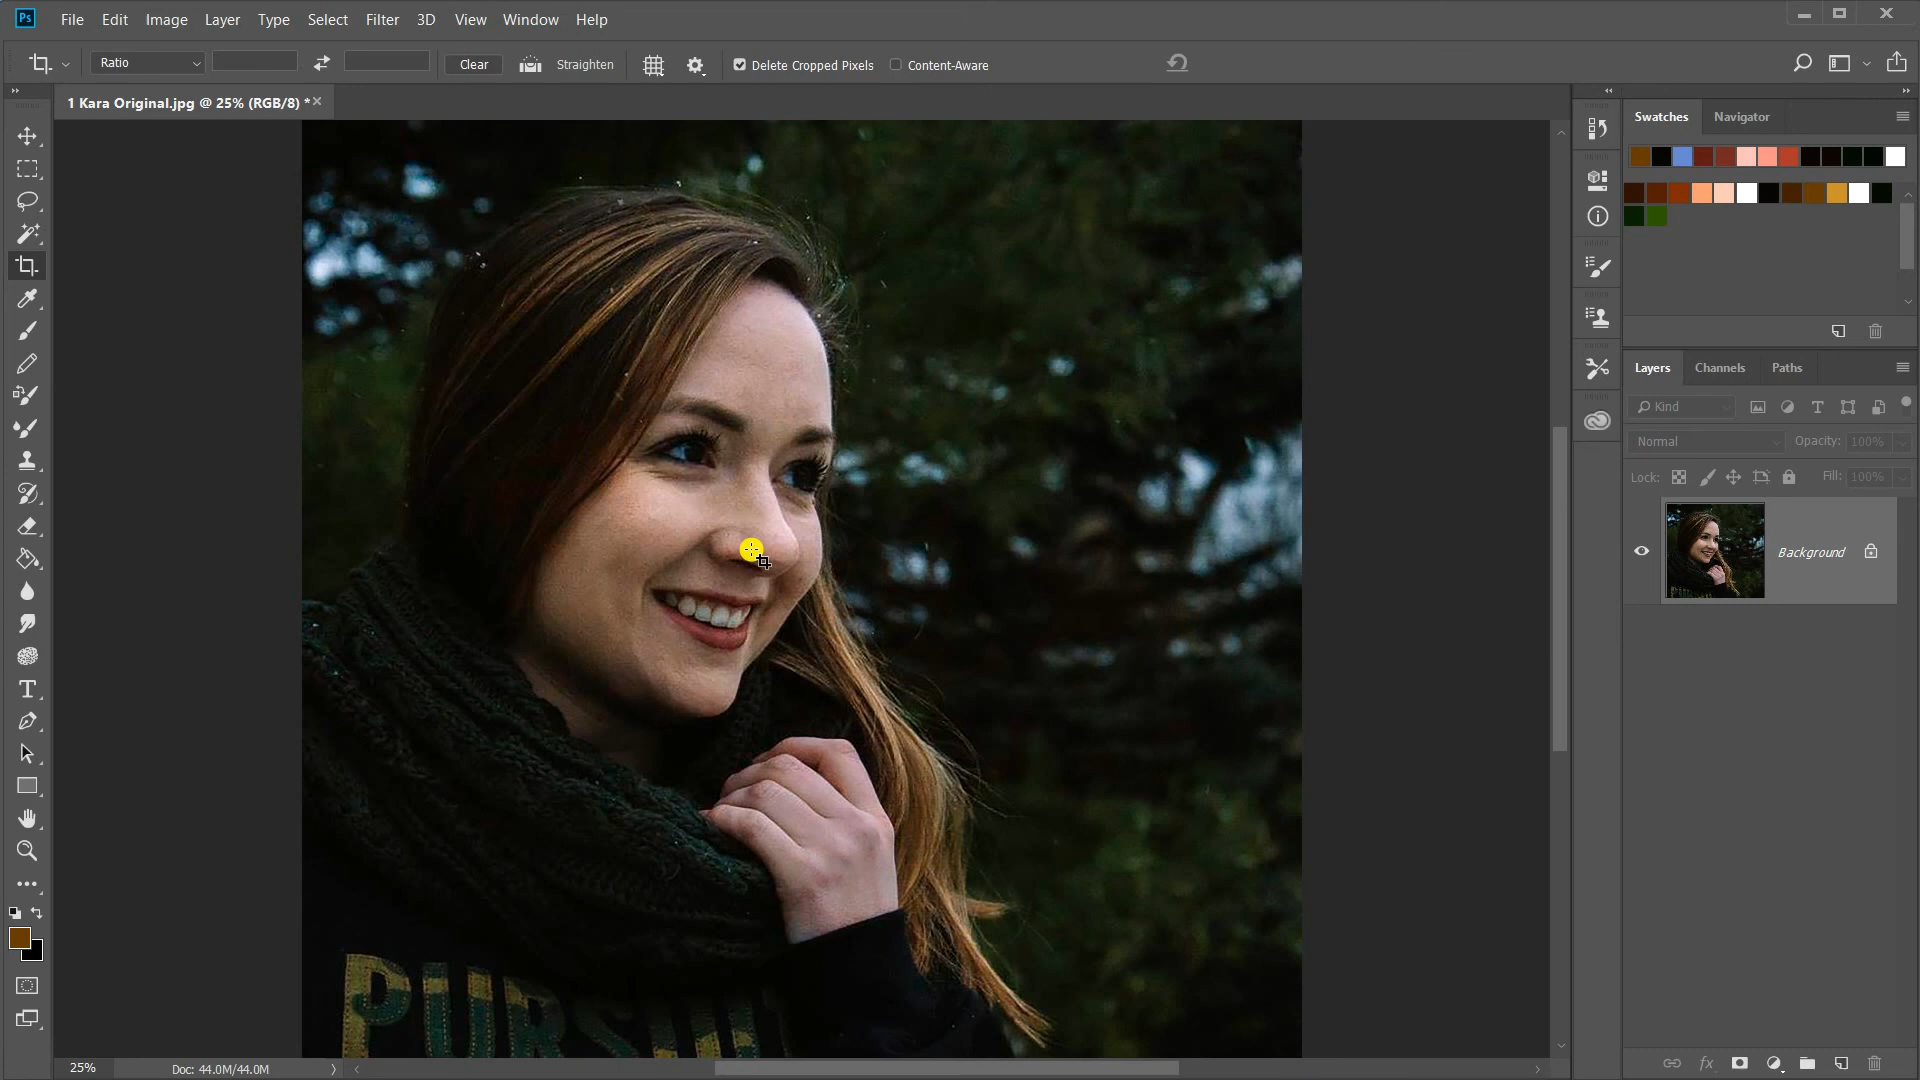 Ps File Edit Image Layer Type Select Filter 3D View Window Help
Ratio Clear Straighten Delete Cropped Pixels Content-Aware
1 Kara Original.jpg @ 25% (RGB/8) *
Swatches Navigator
Layers Channels Paths
Kind
Normal Opacity: 100%
Lock: Fill: 100%
Background
fx
PURSUIT
25% Doc: 44.0M/44.0M